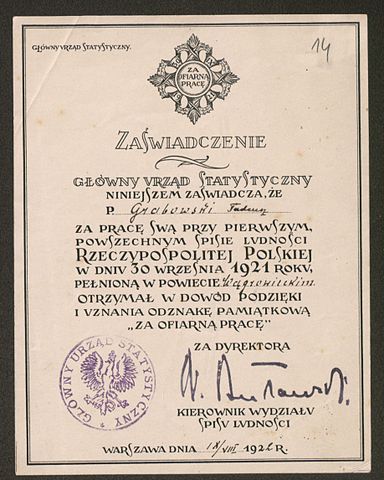 GŁÓWNY URZĄD STATYSTYCZNY.
14
ZA
OFIARNĄ
PRACĘ
ZAŚWIADCZENIE
GŁÓWNY URZĄD STATYSTYCZNY
NINIEJSZEM ZAŚWIADCZA, ŻE
P. Grabowski Tadeusz
ZA PRACĘ SWĄ PRZY PIERWSZYM,
POWSZECHNYM SPISIE LUDNOŚCI
RZECZYPOSPOLITEJ POLSKIEJ
W DNIU 30 WRZEŚNIA 1921 ROKU,
PEŁNIONĄ W POWIECIE Wągrowieckim
OTRZYMAŁ W DOWÓD PODZIĘKI
I UZNANIA ODZNAKĘ PAMIĄTKOWĄ
„ZA OFIARNĄ PRACĘ"
ZA DYREKTORA
GŁÓWNY URZĄD STATYSTYCZNY
KIEROWNIK WYDZIAŁU
SPISU LUDNOŚCI
WARSZAWA DNIA /VIII 1922 R.